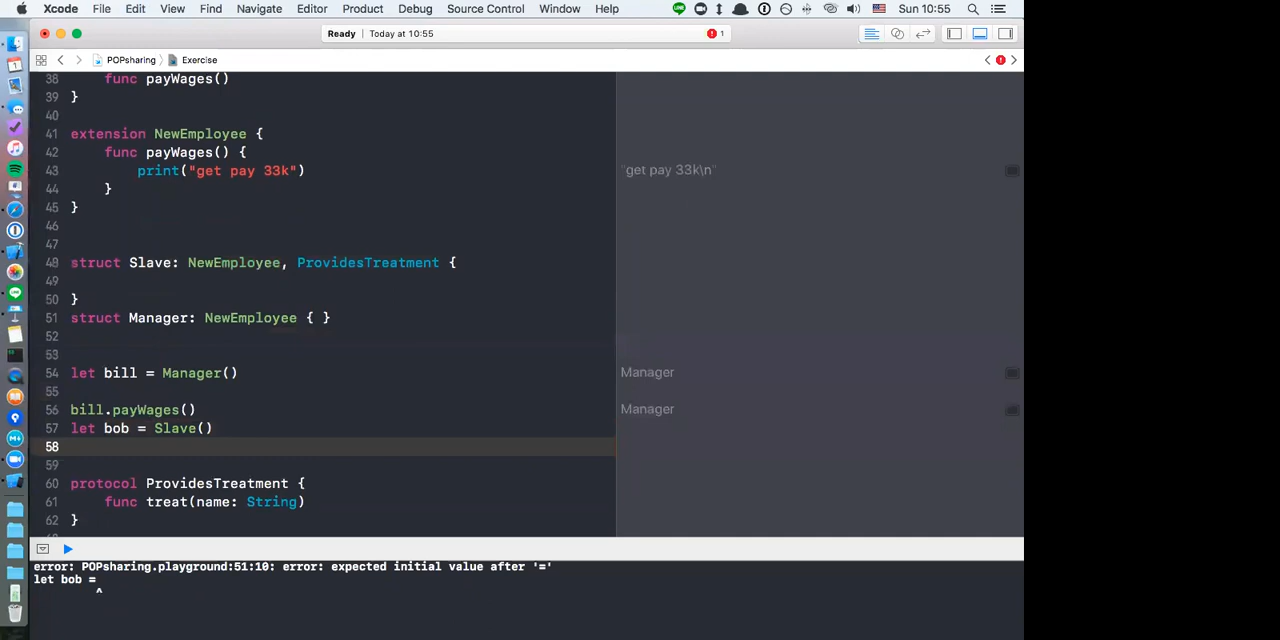 Xcode File Edit View Find Navigate Editor Product Debug Source Control Window Help Sun 10:55
Ready | Today at 10:55 1
POPsharing Exercise
38 func payWages()
39 }
40
41 extension NewEmployee {
42 func payWages() {
43 print("get pay 33k") "get pay 33k\n"
44 }
45 }
46
47
48 struct Slave: NewEmployee, ProvidesTreatment {
49
50 }
51 struct Manager: NewEmployee { }
52
53
54 let bill = Manager() Manager
55
56 bill.payWages() Manager
57 let bob = Slave()
58
59
60 protocol ProvidesTreatment {
61 func treat(name: String)
62 }
error: POPsharing.playground:51:10: error: expected initial value after '='
let bob =
^